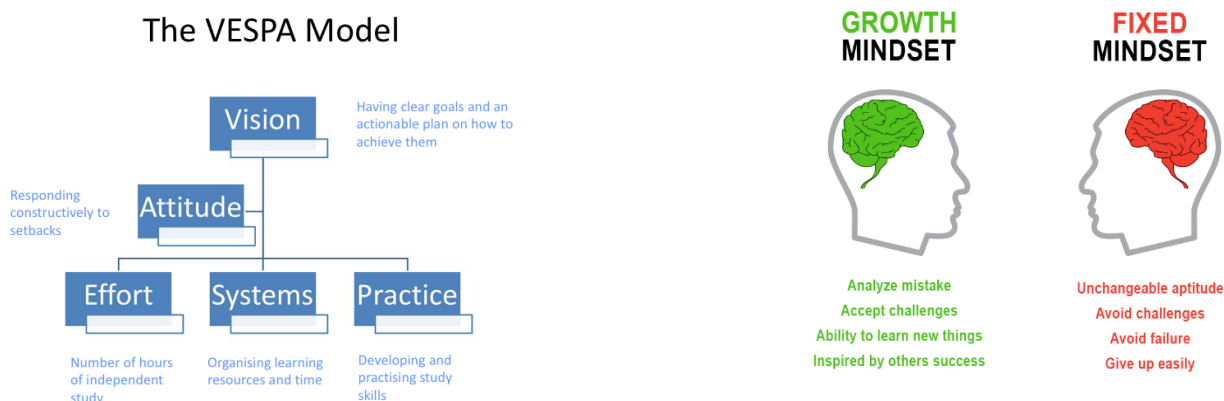 The VESPA Model
Vision
Having clear goals and an
actionable plan on how to
achieve them
Responding
constructively to
setbacks
Attitude
Effort
Systems
Practice
Number of hours
of independent
study
Organising learning
resources and time
Developing and
practising study
skills
GROWTH
MINDSET
Analyze mistake
Accept challenges
Ability to learn new things
Inspired by others success
FIXED
MINDSET
Unchangeable aptitude
Avoid challenges
Avoid failure
Give up easily